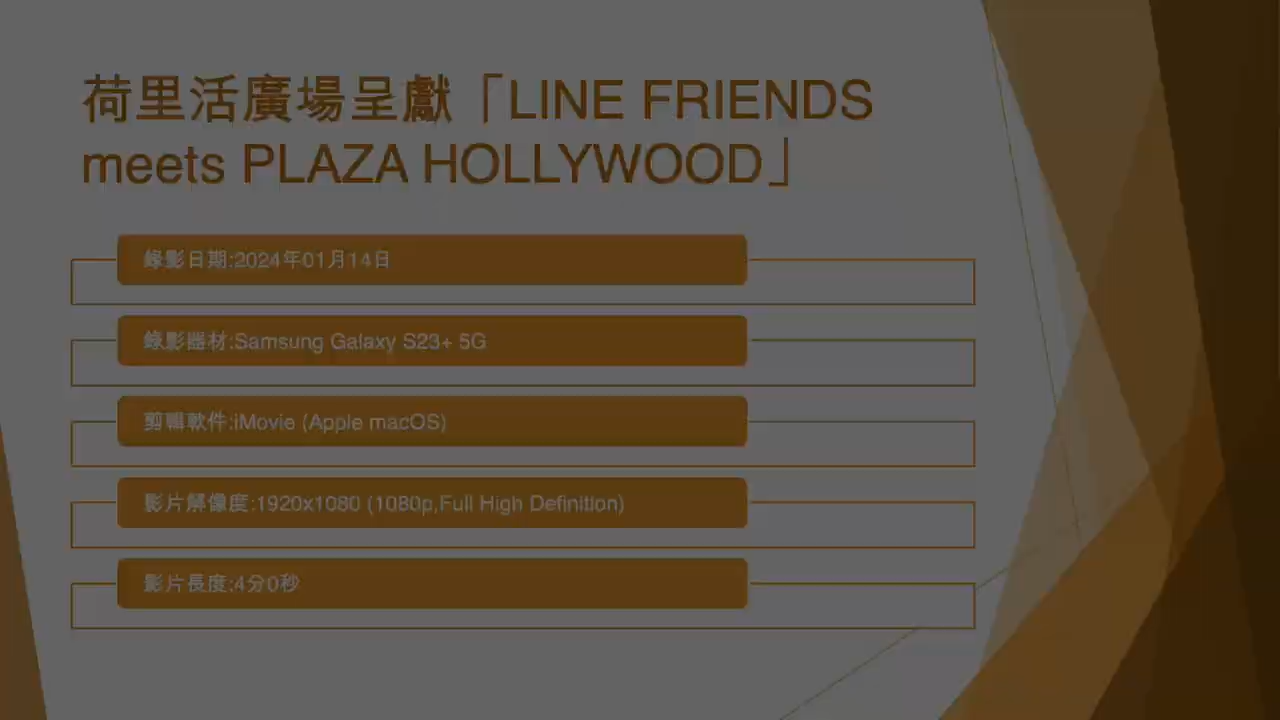 荷里活廣場呈獻「LINE FRIENDS
meets PLAZA HOLLYWOOD」
錄影日期:2024年01月14日
錄影器材:Samsung Galaxy S23+ 5G
剪輯軟件:iMovie (Apple macOS)
影片解像度:1920x1080 (1080p,Full High Definition)
影片長度:4分0秒